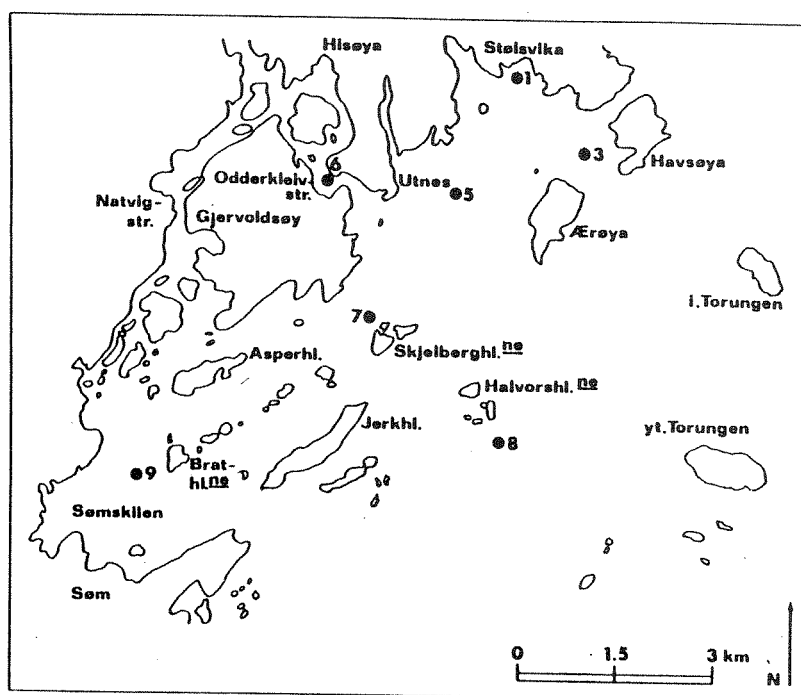 Hisøya
Stølsvika
1
3
Havsøya
6
Odderkleiv-
str.
Utnes
5
Natvig-
str.
Gjervoldsøy
Ærøya
i.Torungen
7
Skjelberghl.ne
Asperhl.
Halvorshl.ne
Jerkhl.
yt.Torungen
8
9
Brat-
hl.ne
Sømskilen
Søm
0 1.5 3 km
N